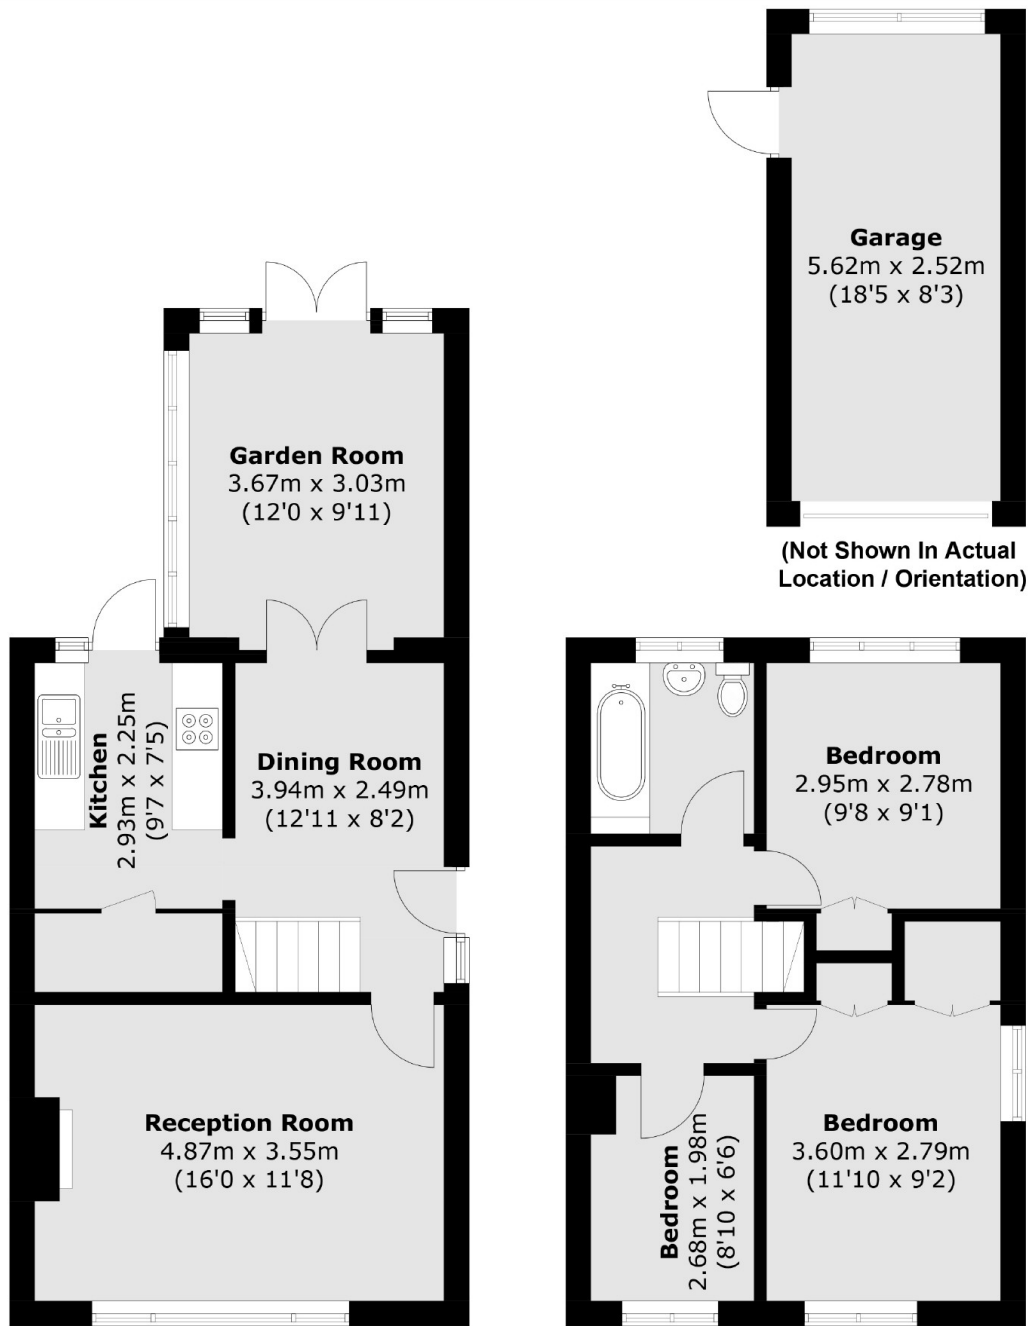 Garage
5.62m x 2.52m
(18'5 x 8'3)
(Not Shown In Actual
Location / Orientation)
Garden Room
3.67m x 3.03m
(12'0 x 9'11)
Kitchen
2.93m x 2.25m
(9'7 x 7'5)
Dining Room
3.94m x 2.49m
(12'11 x 8'2)
Reception Room
4.87m x 3.55m
(16'0 x 11'8)
Bedroom
2.95m x 2.78m
(9'8 x 9'1)
Bedroom
2.68m x 1.98m
(8'10 x 6'6)
Bedroom
3.60m x 2.79m
(11'10 x 9'2)